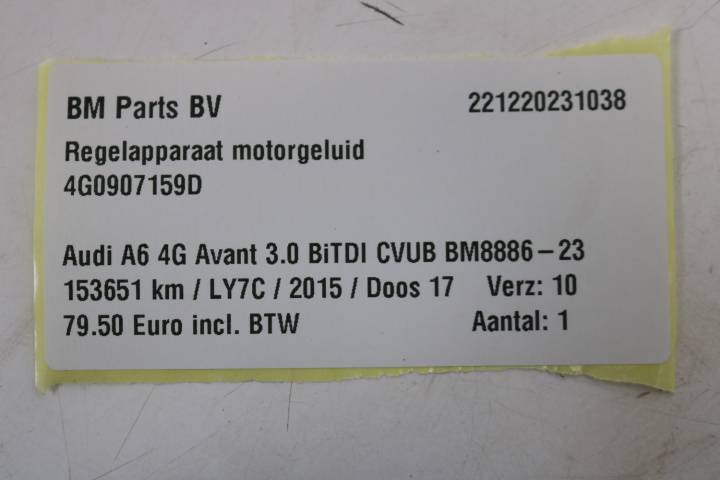 BM Parts BV 221220231038
Regelapparaat motorgeluid
4G0907159D
Audi A6 4G Avant 3.0 BiTDI CVUB BM8886-23
153651 km / LY7C / 2015 / Doos 17 Verz: 10
79.50 Euro incl. BTW Aantal: 1